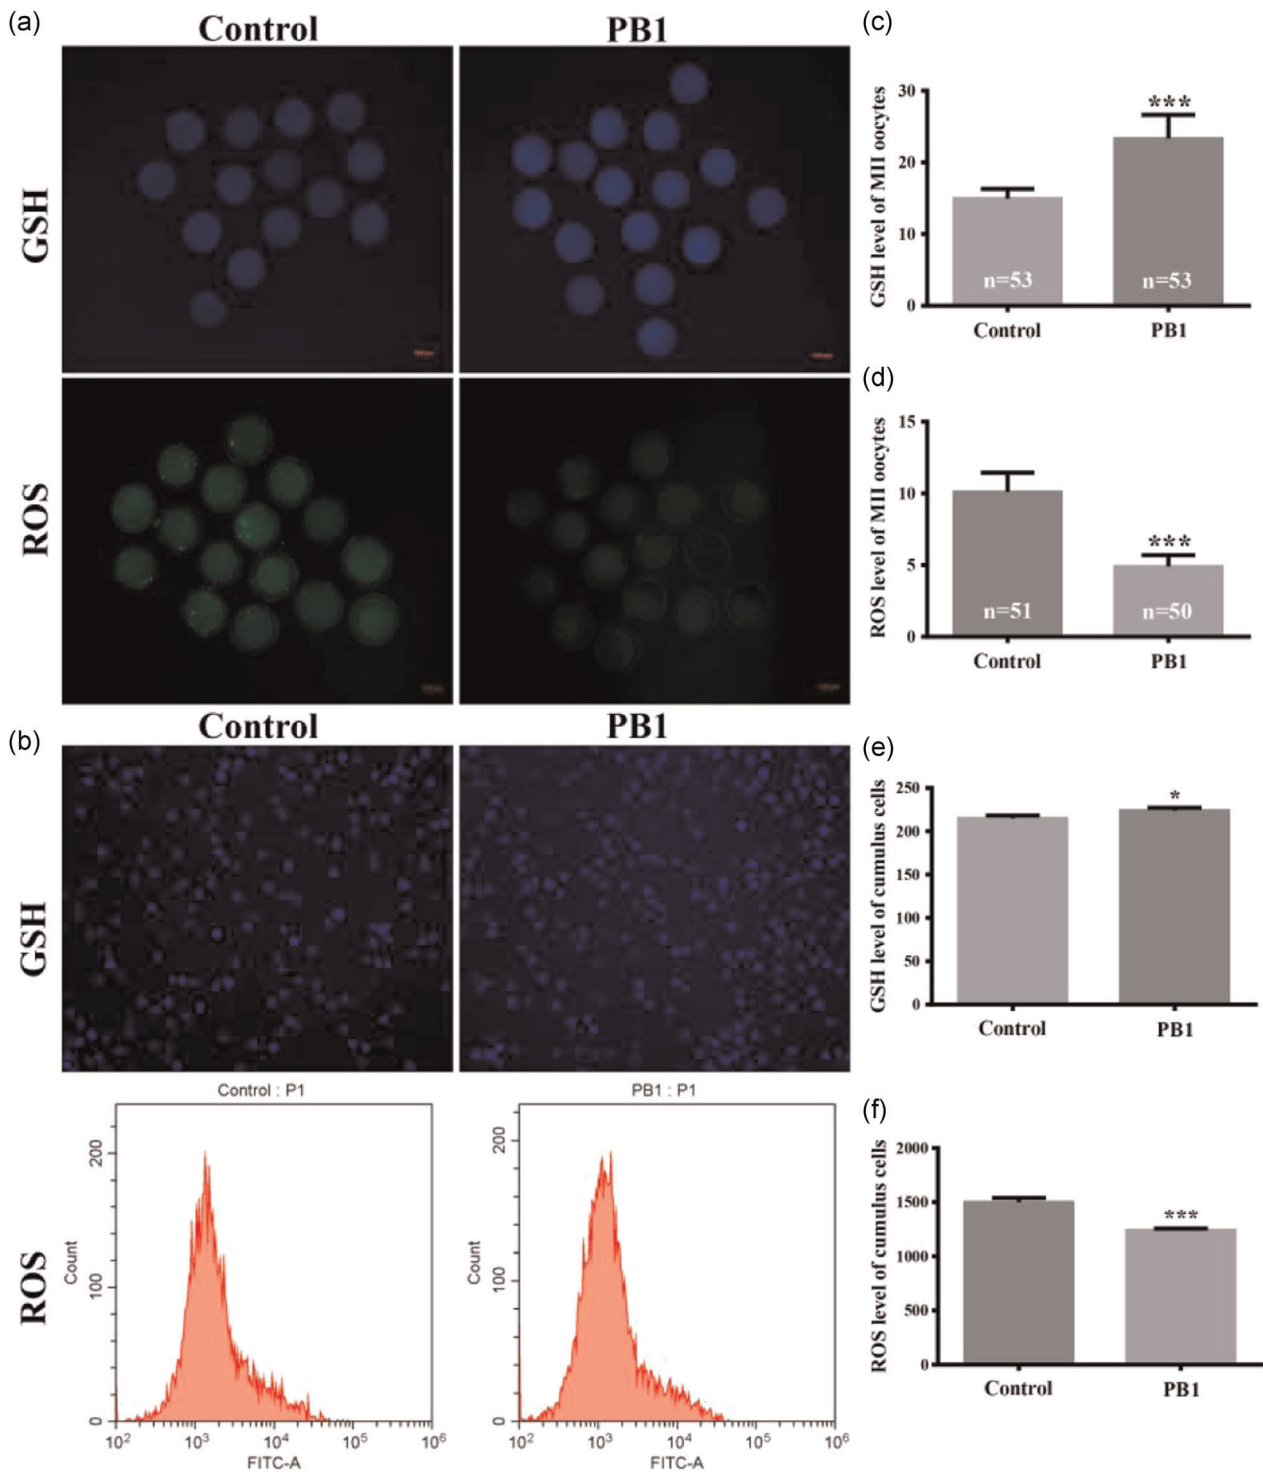 (a)
Control
PB1
GSH
ROS
(b)
Control
PB1
GSH
ROS
Control : P1
Count
200
100
0
10² 10³ 10⁴ 10⁵ 10⁶
FITC-A
PB1 : P1
Count
200
100
0
10² 10³ 10⁴ 10⁵ 10⁶
FITC-A
(c)
GSH level of MII oocytes
30
20
10
0
***
n=53
n=53
Control
PB1
(d)
ROS level of MII oocytes
15
10
5
0
***
n=51
n=50
Control
PB1
(e)
GSH level of cumulus cells
250
200
150
100
50
0
*
Control
PB1
(f)
ROS level of cumulus cells
2000
1500
1000
500
0
***
Control
PB1